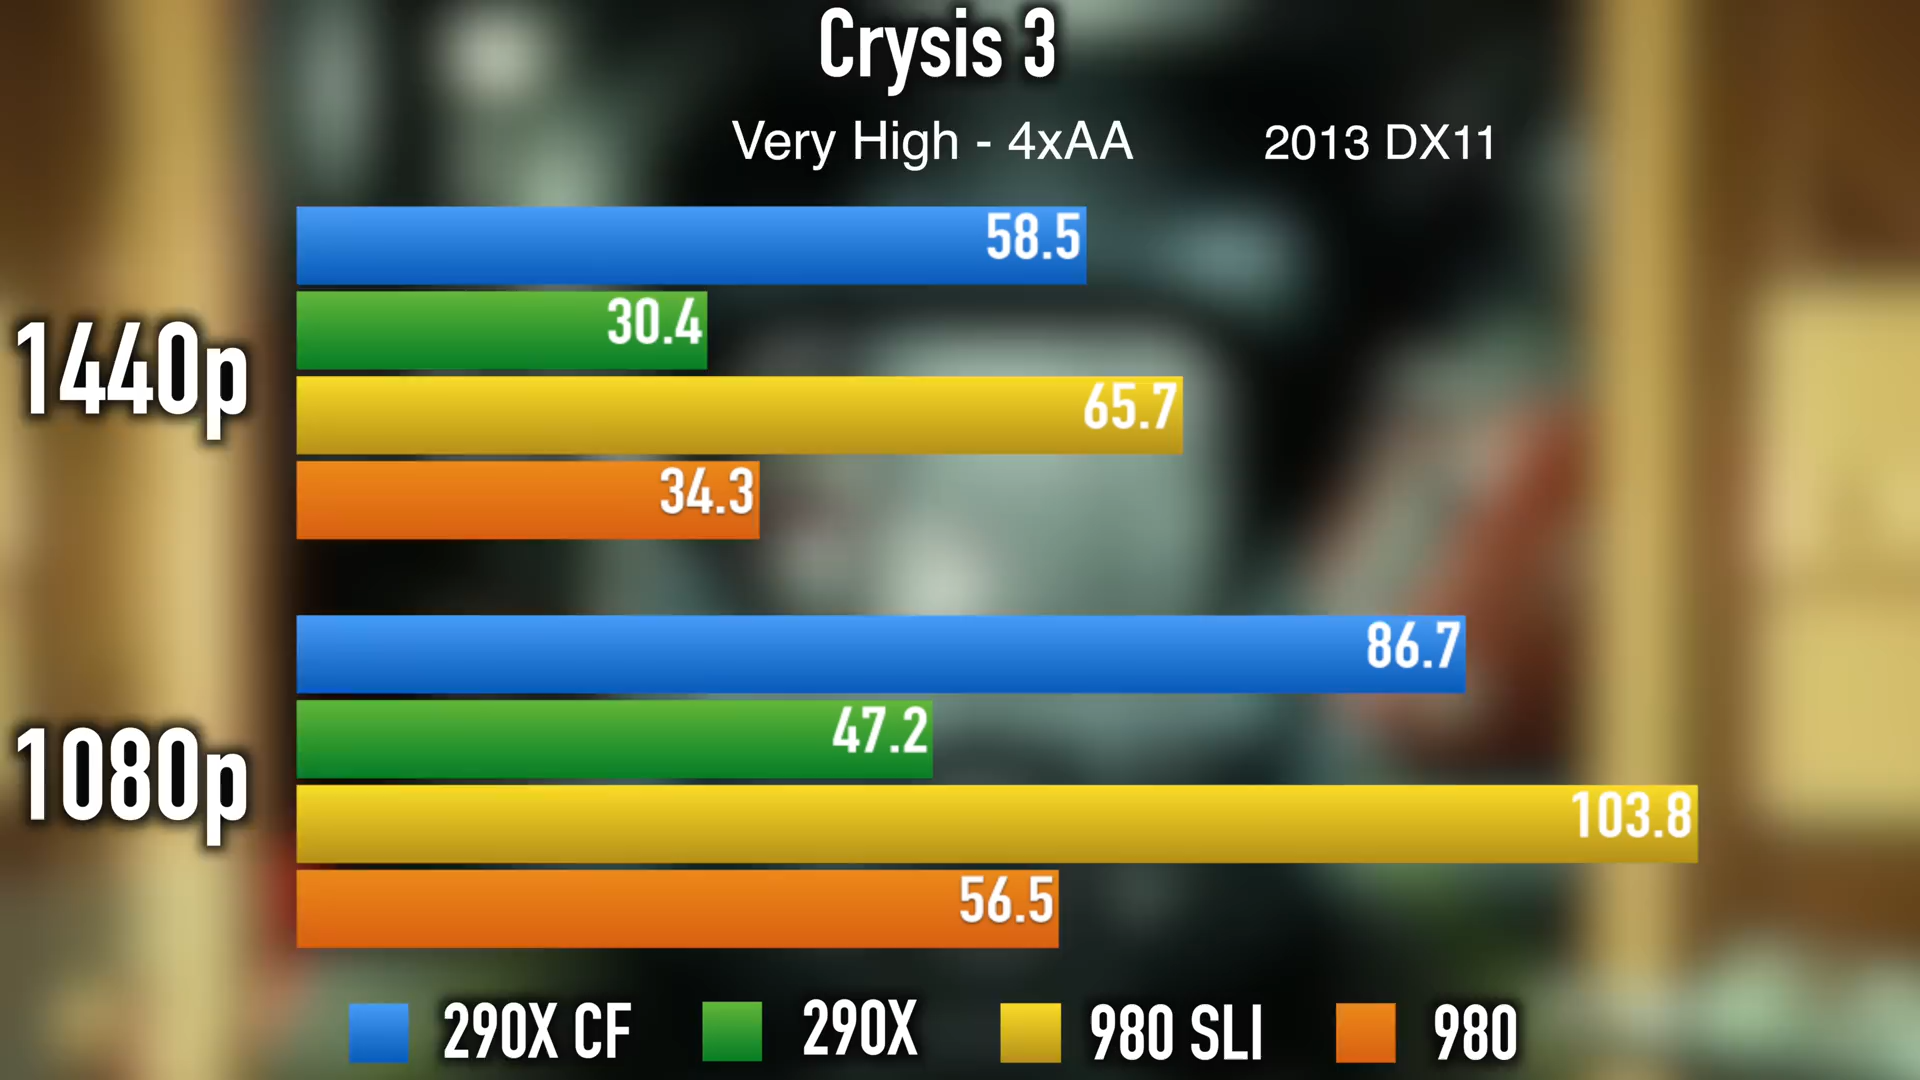 Crysis 3
Very High - 4xAA 2013 DX11
58.5
30.4
1440p
65.7
34.3
86.7
47.2
1080p
103.8
56.5
290X CF 290X 980 SLI 980